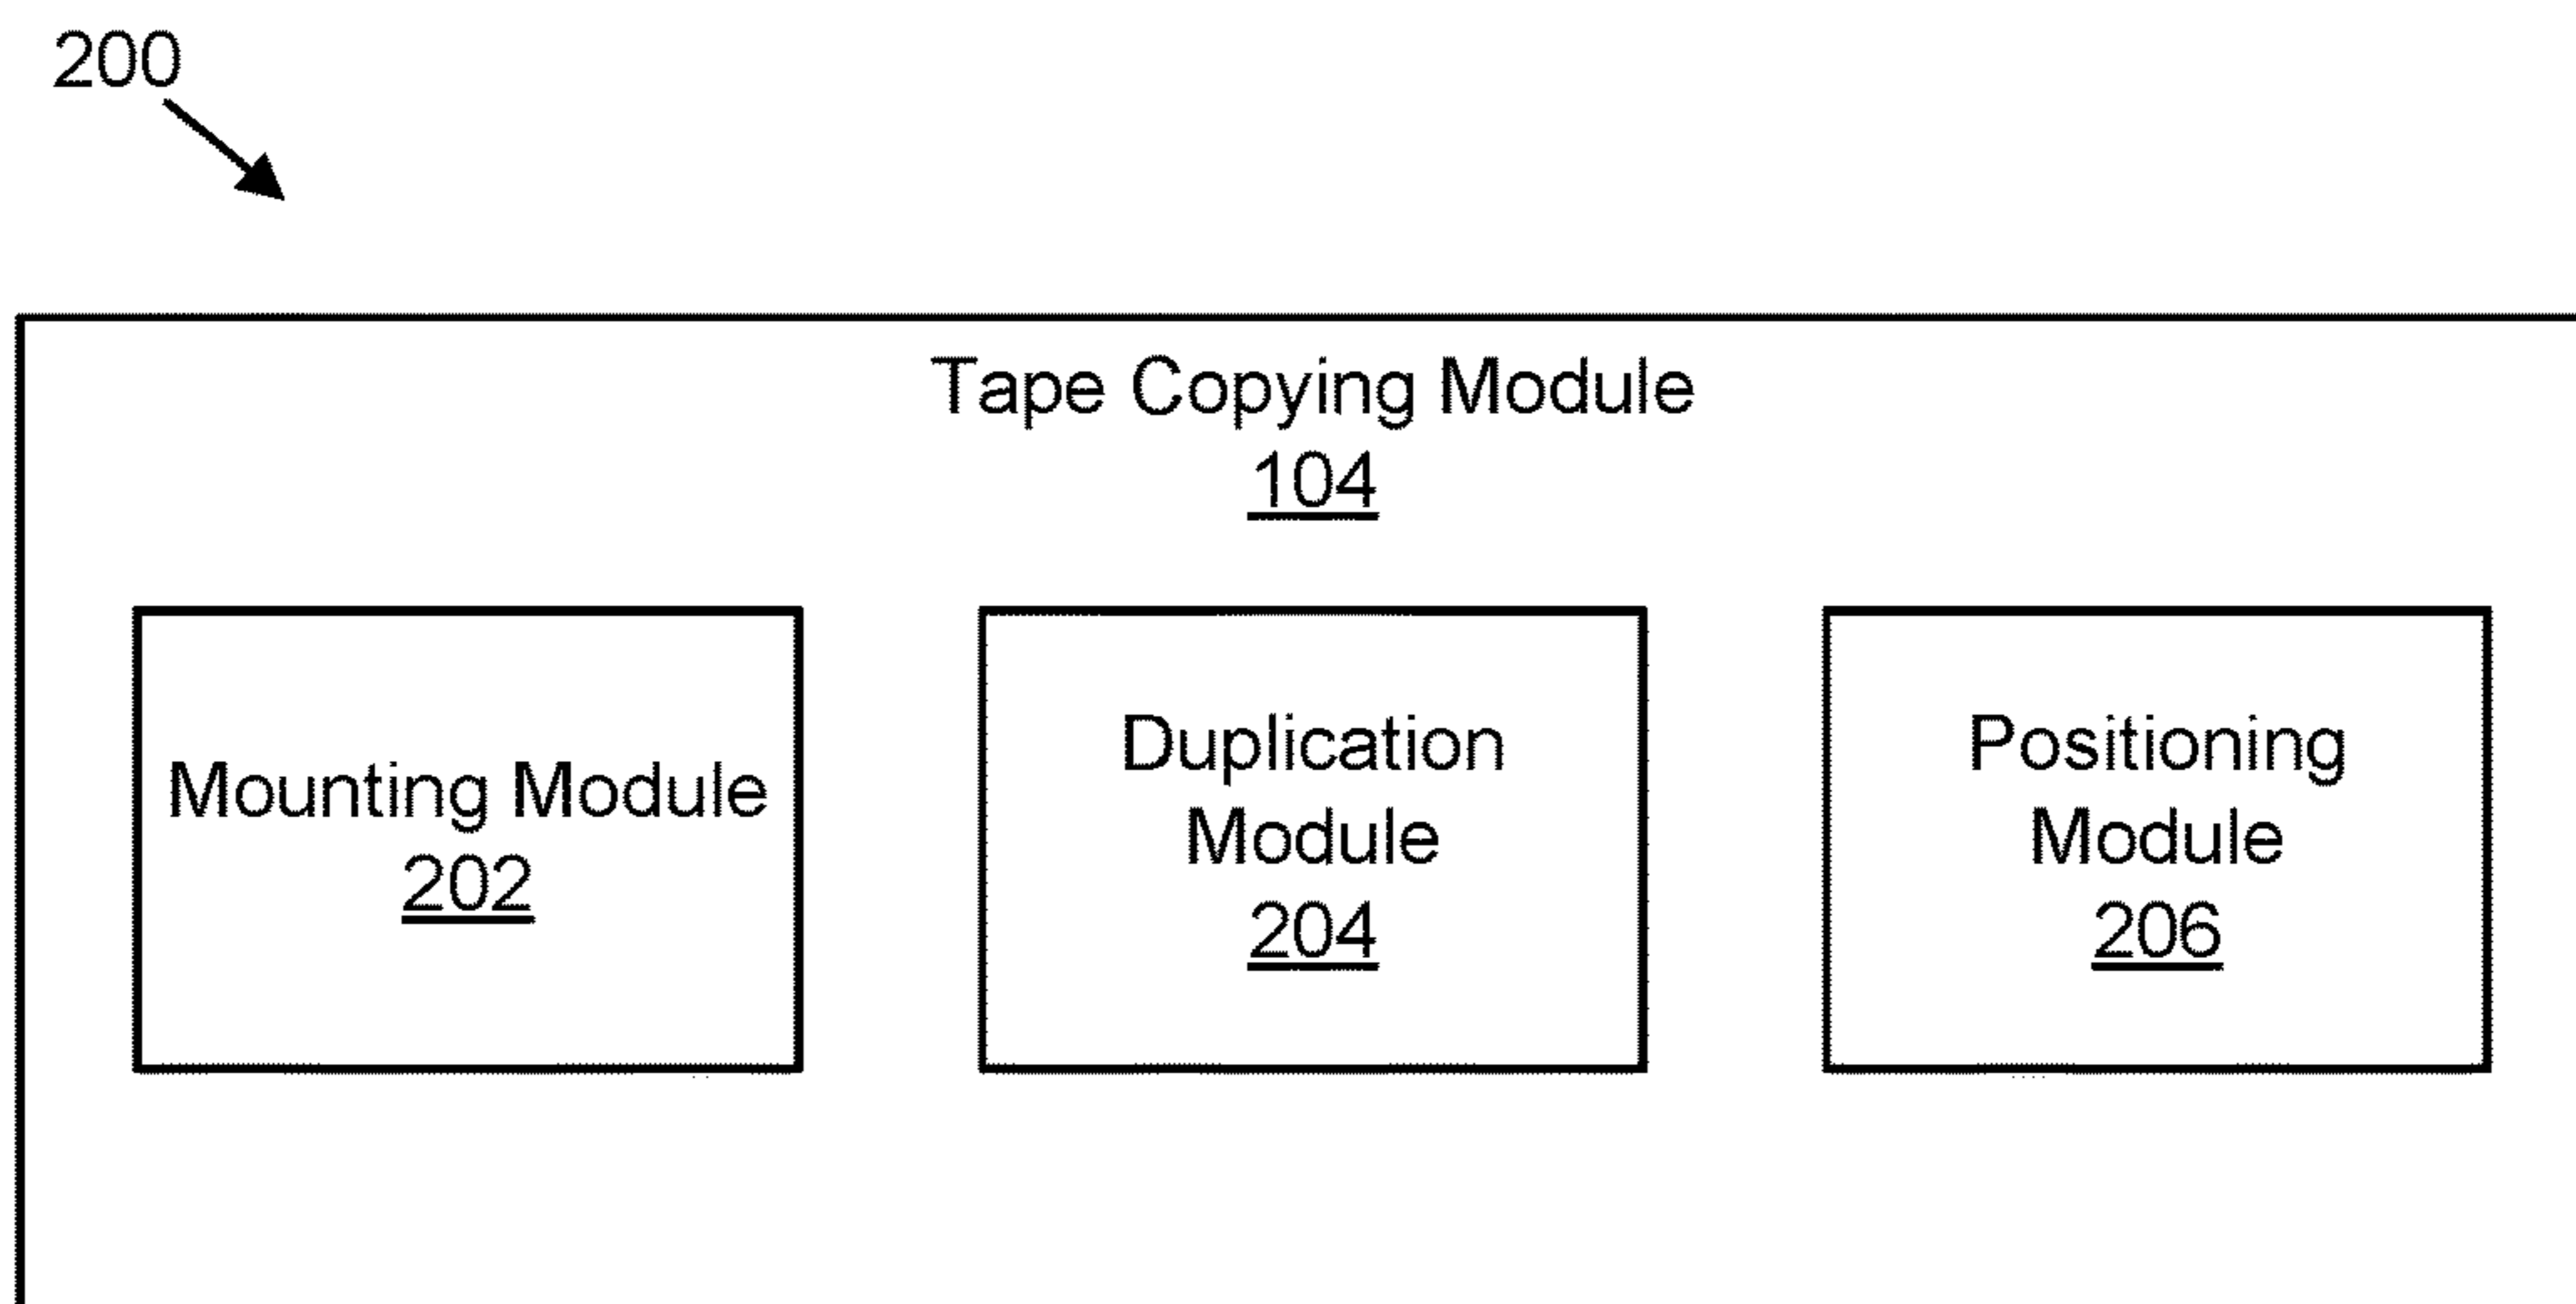 200
Tape Copying Module
104
Mounting Module
202
Duplication
Module
204
Positioning
Module
206